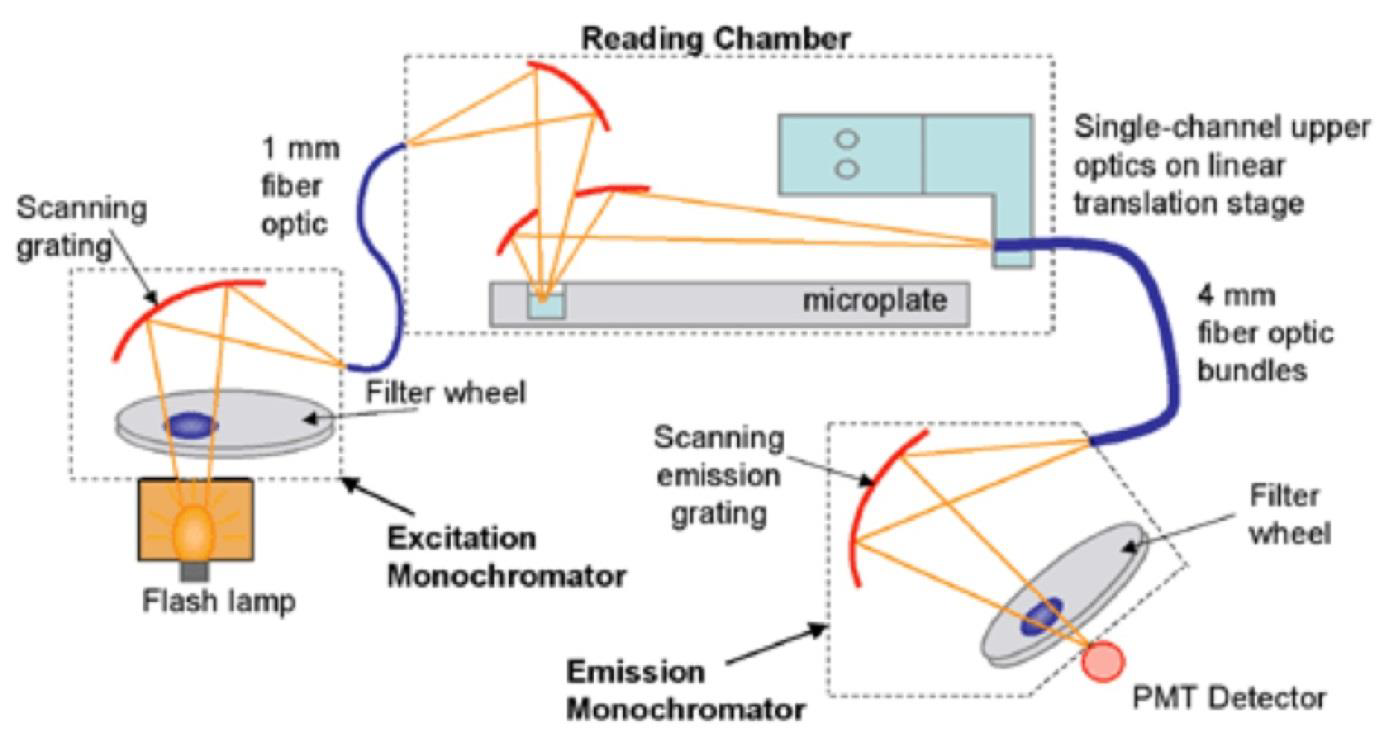 Reading Chamber
1 mm
fiber
optic
Single-channel upper
optics on linear
translation stage
Scanning
grating
microplate
4 mm
fiber optic
bundles
Filter wheel
Scanning
emission
grating
Filter
wheel
Excitation
Monochromator
Flash lamp
Emission
Monochromator
PMT Detector